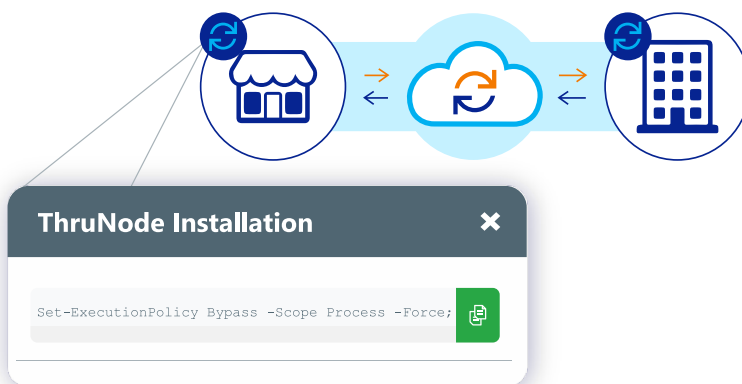 ThruNode Installation
Set-ExecutionPolicy Bypass -Scope Process -Force;